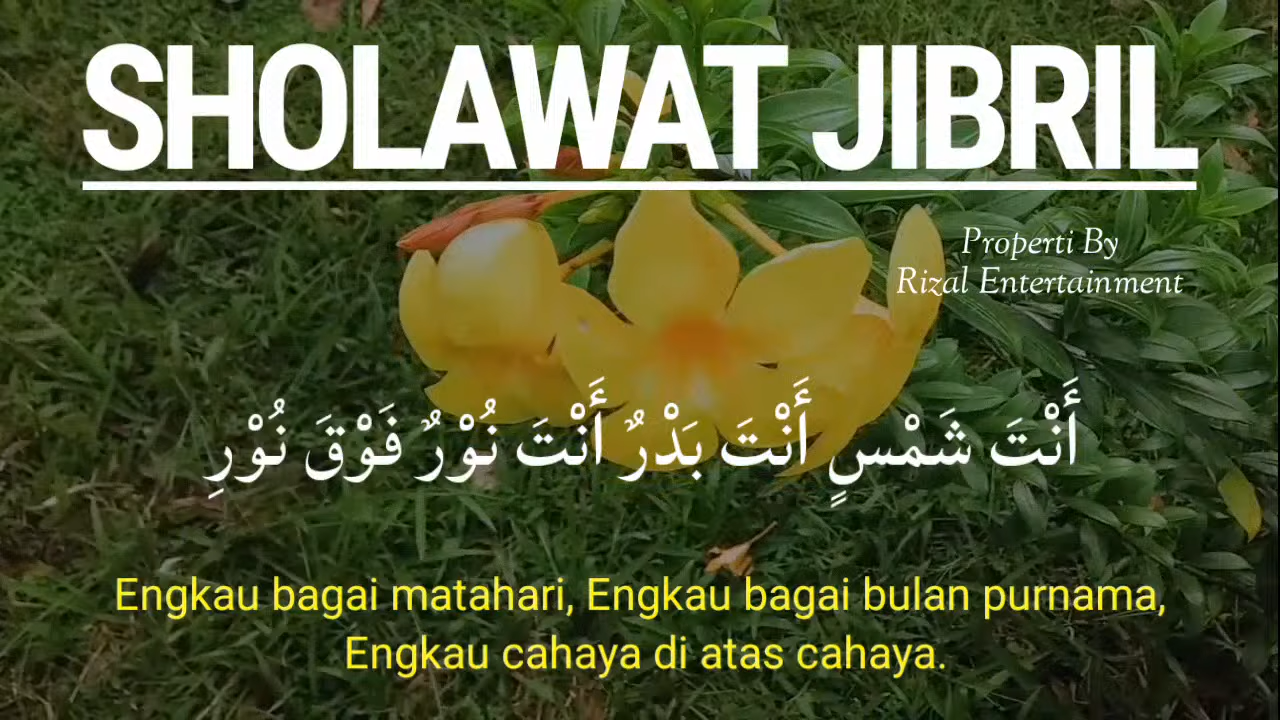 SHOLAWAT JIBRIL
Properti By
Rizal Entertainment
أَنْتَ شَمْسٍ أَنْتَ بَدْرٌ أَنْتَ نُوْرٌ فَوْقَ نُوْرِ
Engkau bagai matahari, Engkau bagai bulan purnama,
Engkau cahaya di atas cahaya.